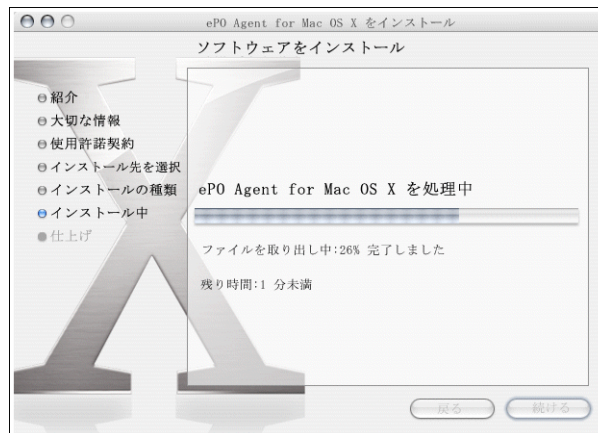 ePO Agent for Mac OS X をインストール
ソフトウェアをインストール
紹介
大切な情報
使用許諾契約
インストール先を選択
インストールの種類
インストール中
仕上げ
ePO Agent for Mac OS X を処理中
ファイルを取り出し中:26% 完了しました
残り時間:1 分未満
戻る
続ける